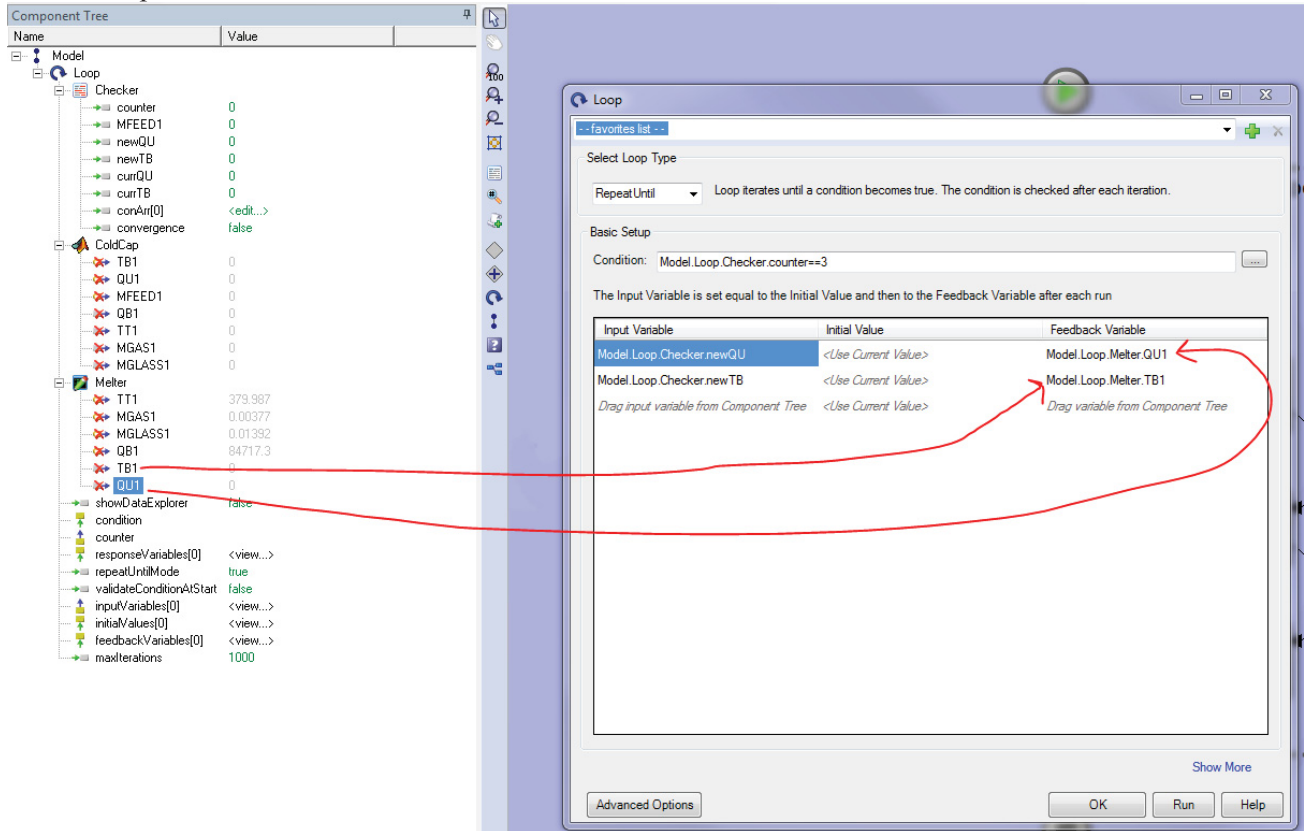 Component Tree
Name Value
Model
Loop
Checker
counter 0
MFEED1 0
newQU 0
newTB 0
currQU 0
currTB 0
conArr[0] <edit...>
convergence false
ColdCap
TB1 0
QU1 0
MFEED1 0
QB1 0
TT1 0
MGAS1 0
MGLASS1 0
Melter
TT1 379.987
MGAS1 0.00377
MGLASS1 0.01392
QB1 84717.3
TB1 0
QU1 0
showDataExplorer false
condition
counter
responseVariables[0] <view...>
repeatUntilMode true
validateConditionAtStart false
inputVariables[0] <view...>
initialValues[0] <view...>
feedbackVariables[0] <view...>
maxIterations 1000
100
Loop
- - favorites list - -
Select Loop Type
RepeatUntil Loop iterates until a condition becomes true. The condition is checked after each iteration.
Basic Setup
Condition: Model.Loop.Checker.counter==3 ...
The Input Variable is set equal to the Initial Value and then to the Feedback Variable after each run
Input Variable Initial Value Feedback Variable
Model.Loop.Checker.newQU <Use Current Value> Model.Loop.Melter.QU1
Model.Loop.Checker.newTB <Use Current Value> Model.Loop.Melter.TB1
Drag input variable from Component Tree <Use Current Value> Drag variable from Component Tree
Show More
Advanced Options OK Run Help